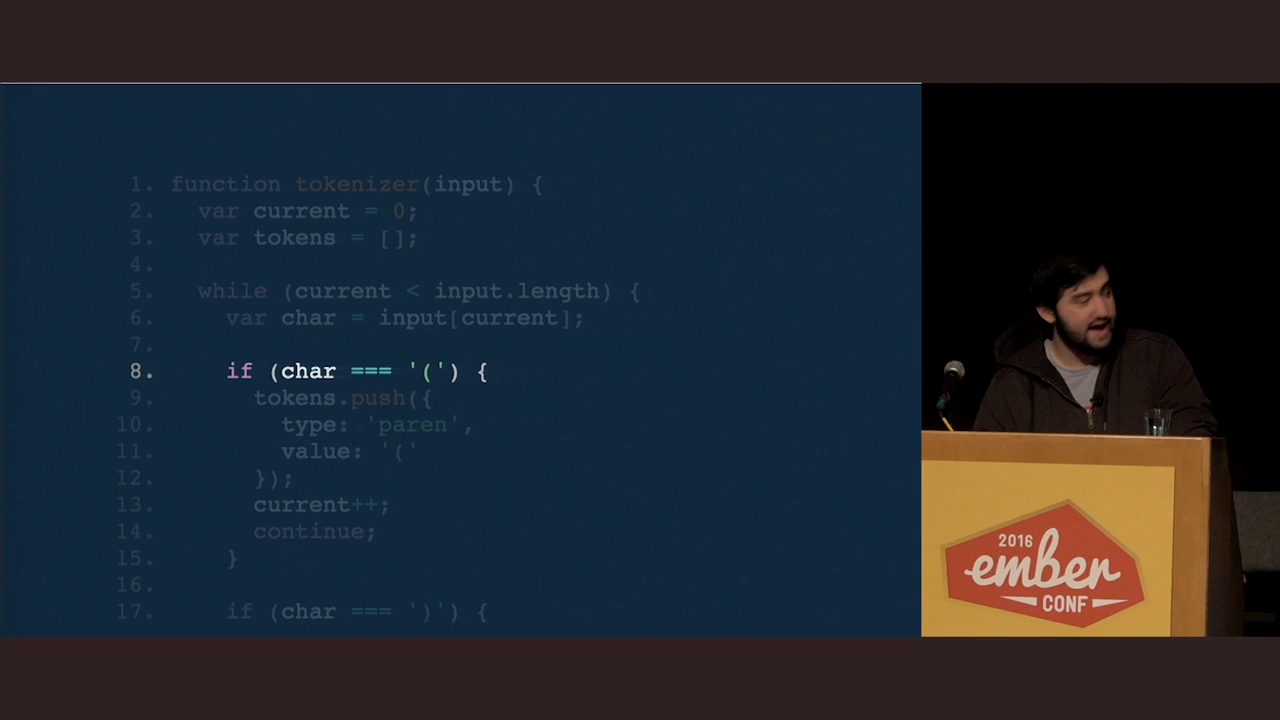 1. function tokenizer(input) {
2.   var current = 0;
3.   var tokens = [];
4.
5.   while (current < input.length) {
6.     var char = input[current];
7.
8.     if (char === '(') {
9.       tokens.push({
10.         type: 'paren',
11.         value: '('
12.       });
13.       current++;
14.       continue;
15.     }
16.
17.     if (char === ')') {
2016
ember
CONF